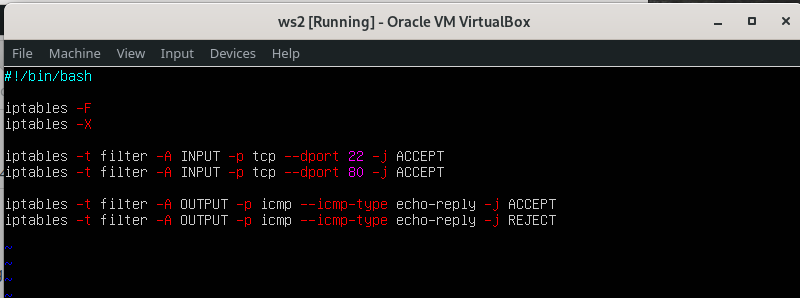 ws2 [Running] - Oracle VM VirtualBox
File Machine View Input Devices Help
#!/bin/bash
iptables -F
iptables -X
iptables -t filter -A INPUT -p tcp --dport 22 -j ACCEPT
iptables -t filter -A INPUT -p tcp --dport 80 -j ACCEPT
iptables -t filter -A OUTPUT -p icmp --icmp-type echo-reply -j ACCEPT
iptables -t filter -A OUTPUT -p icmp --icmp-type echo-reply -j REJECT
~
~
~
~